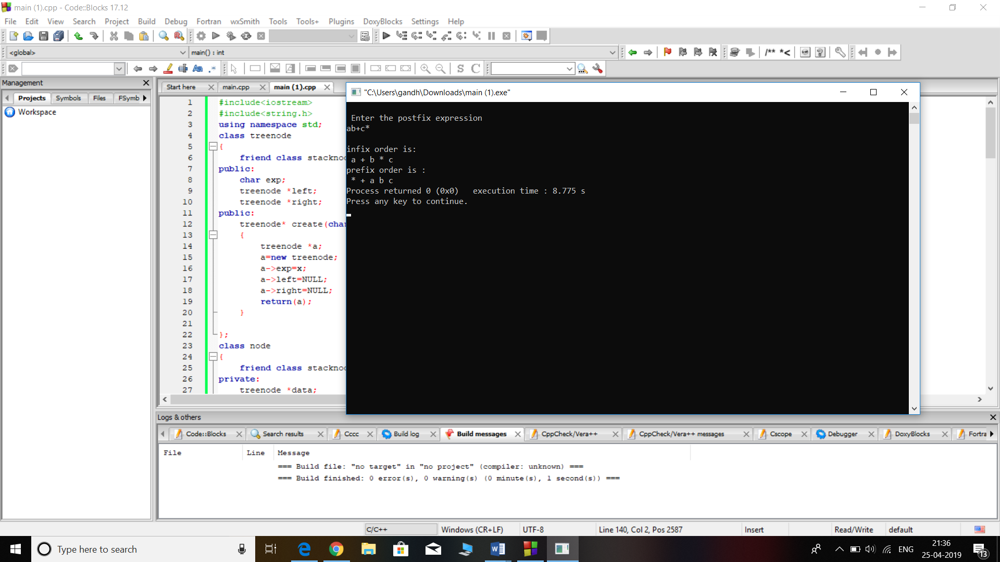 main (1).cpp - Code::Blocks 17.12
File Edit View Search Project Build Debug Fortran wxSmith Tools Tools+ Plugins DoxyBlocks Settings Help
<global> main() : int
/** *<
S C
Management
Projects Symbols Files FSymb
Workspace
Start here main.cpp main (1).cpp
1 #include<iostream>
2 #include<string.h>
3 using namespace std;
4 class treenode
5 {
6 friend class stacknod
7 public:
8 char exp;
9 treenode *left;
10 treenode *right;
11 public:
12 treenode* create(char
13 {
14 treenode *a;
15 a=new treenode;
16 a->exp=x;
17 a->left=NULL;
18 a->right=NULL;
19 return(a);
20 }
21
22 };
23 class node
24 {
25 friend class stacknod
26 private:
27 treenode *data;
"C:\Users\gandh\Downloads\main (1).exe"
Enter the postfix expression
ab+c*
infix order is:
a + b * c
prefix order is :
* + a b c
Process returned 0 (0x0) execution time : 8.775 s
Press any key to continue.
Logs & others
Code::Blocks Search results Cccc Build log Build messages CppCheck/Vera++ CppCheck/Vera++ messages Cscope Debugger DoxyBlocks Fortra
File Line Message
=== Build file: "no target" in "no project" (compiler: unknown) ===
=== Build finished: 0 error(s), 0 warning(s) (0 minute(s), 1 second(s)) ===
C/C++ Windows (CR+LF) UTF-8 Line 140, Col 2, Pos 2587 Insert Read/Write default
Type here to search
ENG
21:36
25-04-2019
13